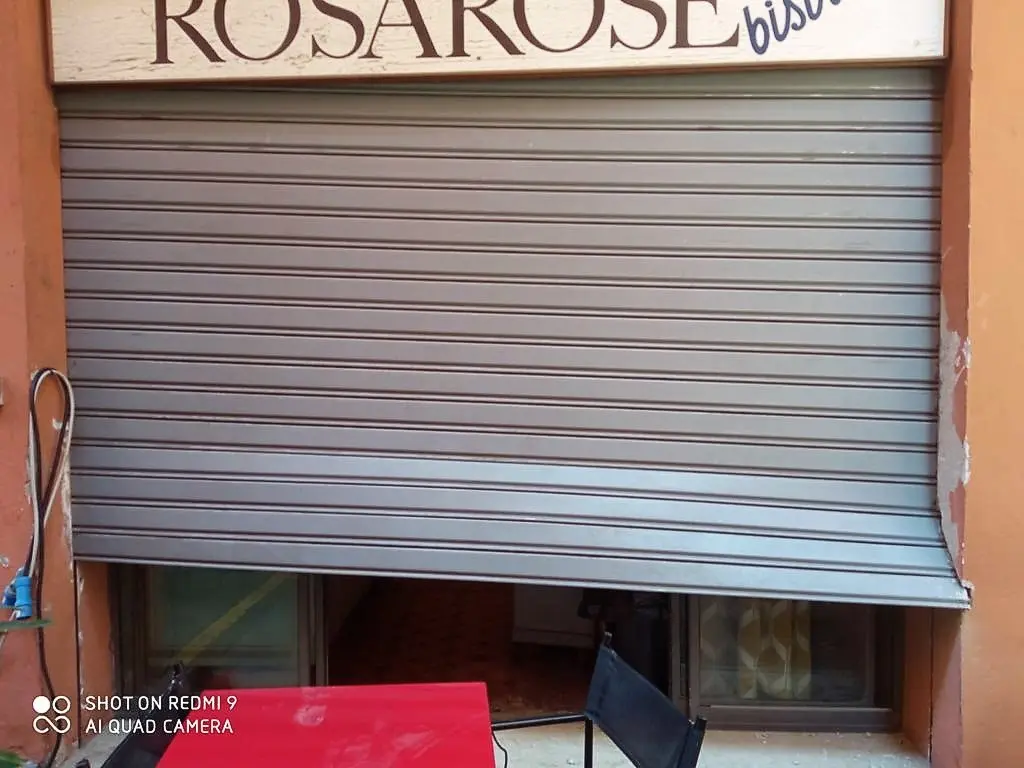 ROSAROSE
SHOT ON REDMI 9
AI QUAD CAMERA